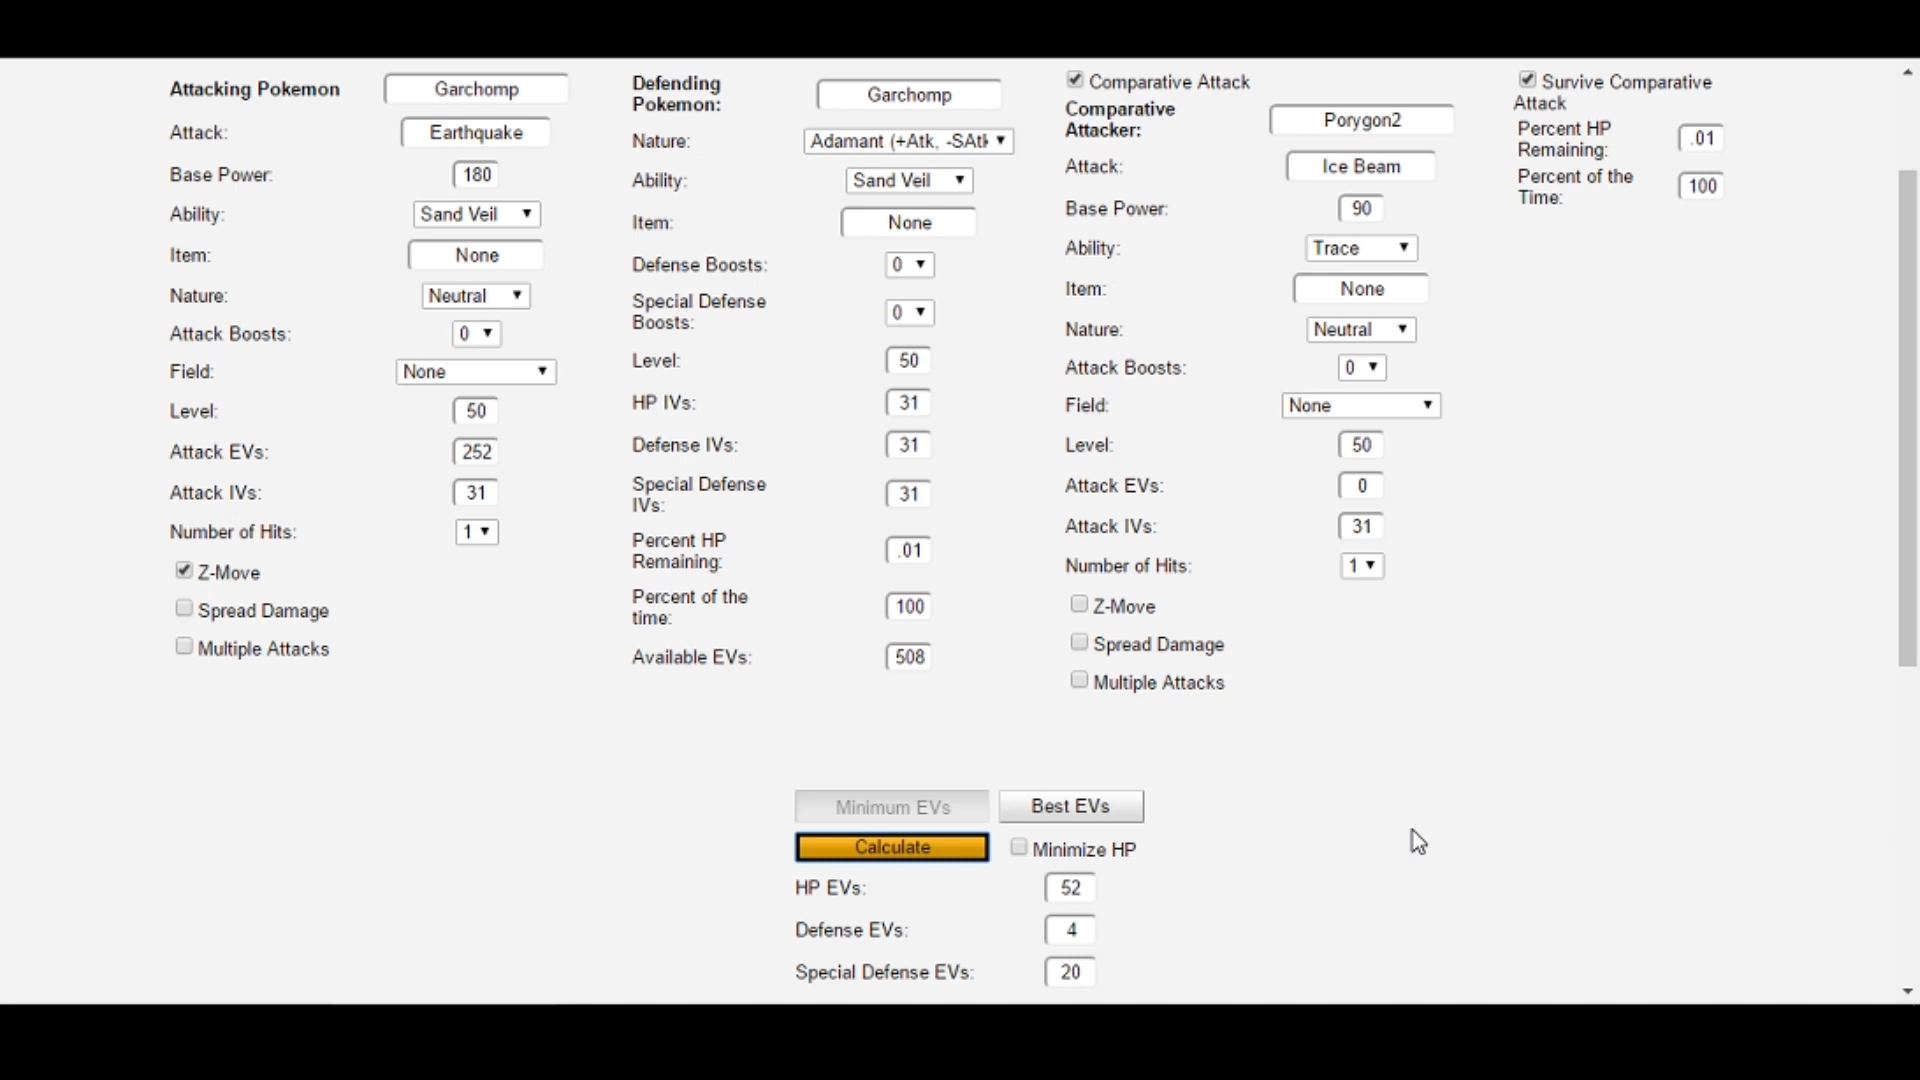 Attacking Pokemon Garchomp
Attack: Earthquake
Base Power: 180
Ability: Sand Veil
Item: None
Nature: Neutral
Attack Boosts: 0
Field: None
Level: 50
Attack EVs: 252
Attack IVs: 31
Number of Hits: 1
Z-Move
Spread Damage
Multiple Attacks
Defending
Pokemon: Garchomp
Nature: Adamant (+Atk, -SAtk
Ability: Sand Veil
Item: None
Defense Boosts: 0
Special Defense
Boosts: 0
Level: 50
HP IVs: 31
Defense IVs: 31
Special Defense
IVs: 31
Percent HP
Remaining: .01
Percent of the
time: 100
Available EVs: 508
Comparative Attack
Comparative
Attacker: Porygon2
Attack: Ice Beam
Base Power: 90
Ability: Trace
Item: None
Nature: Neutral
Attack Boosts: 0
Field: None
Level: 50
Attack EVs: 0
Attack IVs: 31
Number of Hits: 1
Z-Move
Spread Damage
Multiple Attacks
Survive Comparative
Attack
Percent HP
Remaining: .01
Percent of the
Time: 100
Minimum EVs Best EVs
Calculate Minimize HP
HP EVs: 52
Defense EVs: 4
Special Defense EVs: 20